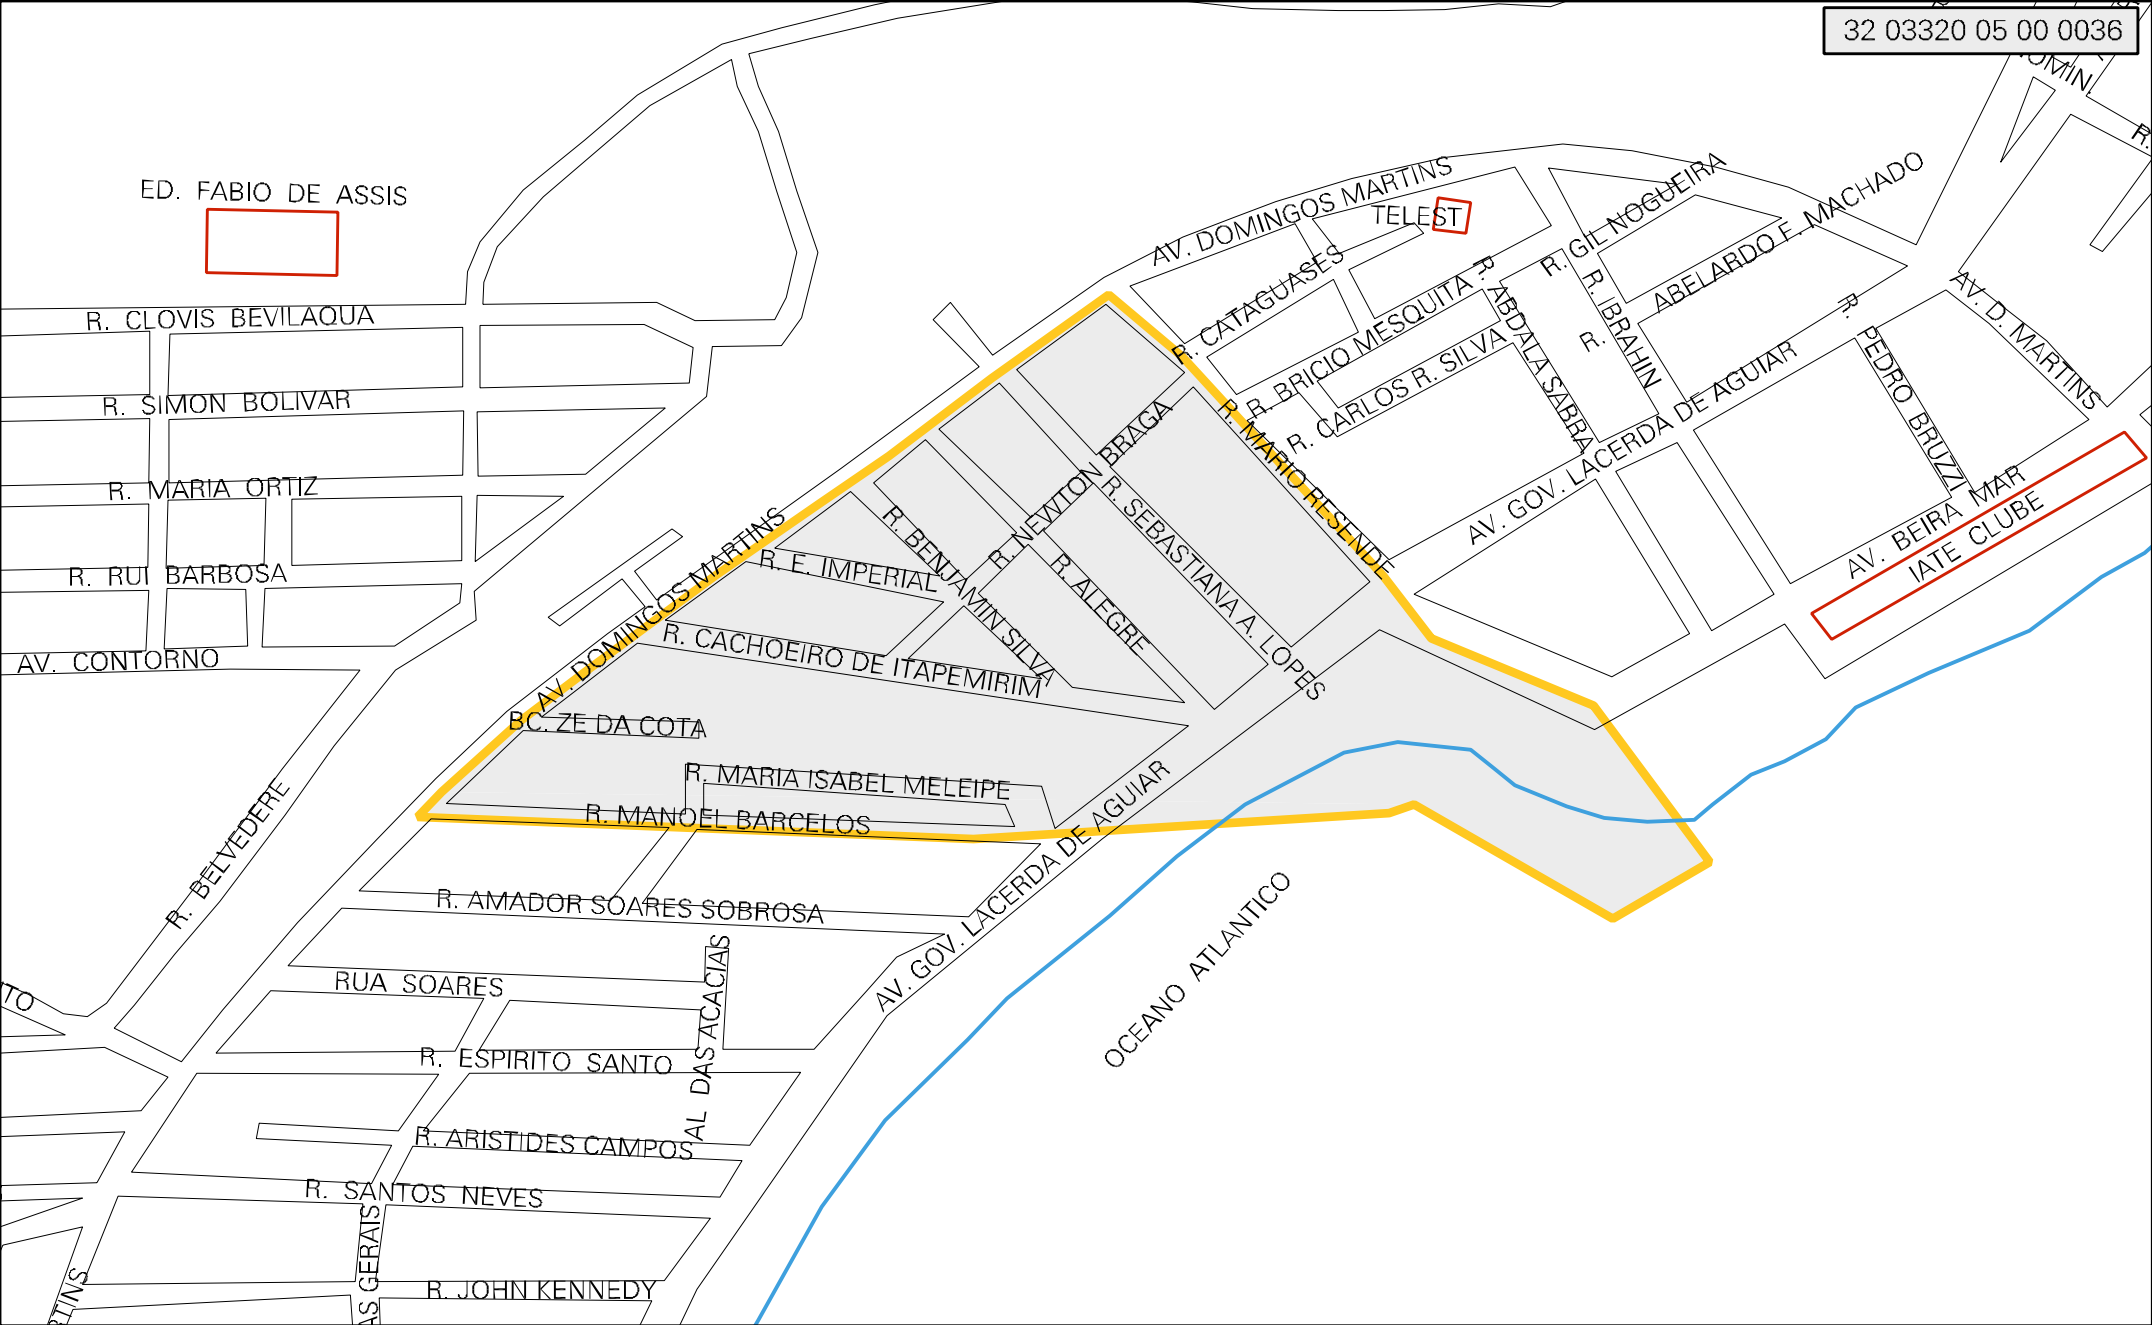 32 03320 05 00 0036
OMIN.
R.
ED. FABIO DE ASSIS
TELEST
AV. DOMINGOS MARTINS
R. GIL NOGUEIRA
ABELARDO F. MACHADO
R. CATAGUASES
R. BRICIO MESQUITA
R. ABDALA SABRA
R. IBRAHIN
R.
R. CARLOS R. SILVA
R. PEDRO BRUZZI
AV. D. MARTINS
R. CLOVIS BEVILAQUA
R. SIMON BOLIVAR
R. MARIA ORTIZ
R. RUI BARBOSA
AV. CONTORNO
R. MARIO RESENDE
AV. GOV. LACERDA DE AGUIAR
AV. BEIRA MAR
IATE CLUBE
R. NEWTON BRAGA
R. SEBASTIANA A. LOPES
R. BENJAMIN SILVA
R. ALEGRE
R. E. IMPERIAL
AV. DOMINGOS MARTINS
R. CACHOEIRO DE ITAPEMIRIM
BC. ZE DA COTA
R. MARIA ISABEL MELEIPE
R. MANOEL BARCELOS
R. BELVEDERE
R. AMADOR SOARES SOBROSA
AV. GOV. LACERDA DE AGUIAR
OCEANO ATLANTICO
RUA SOARES
TO
AL DAS ACACIAS
R. ESPIRITO SANTO
R. ARISTIDES CAMPOS
R. SANTOS NEVES
AS GERAIS
R. JOHN KENNEDY
TINS